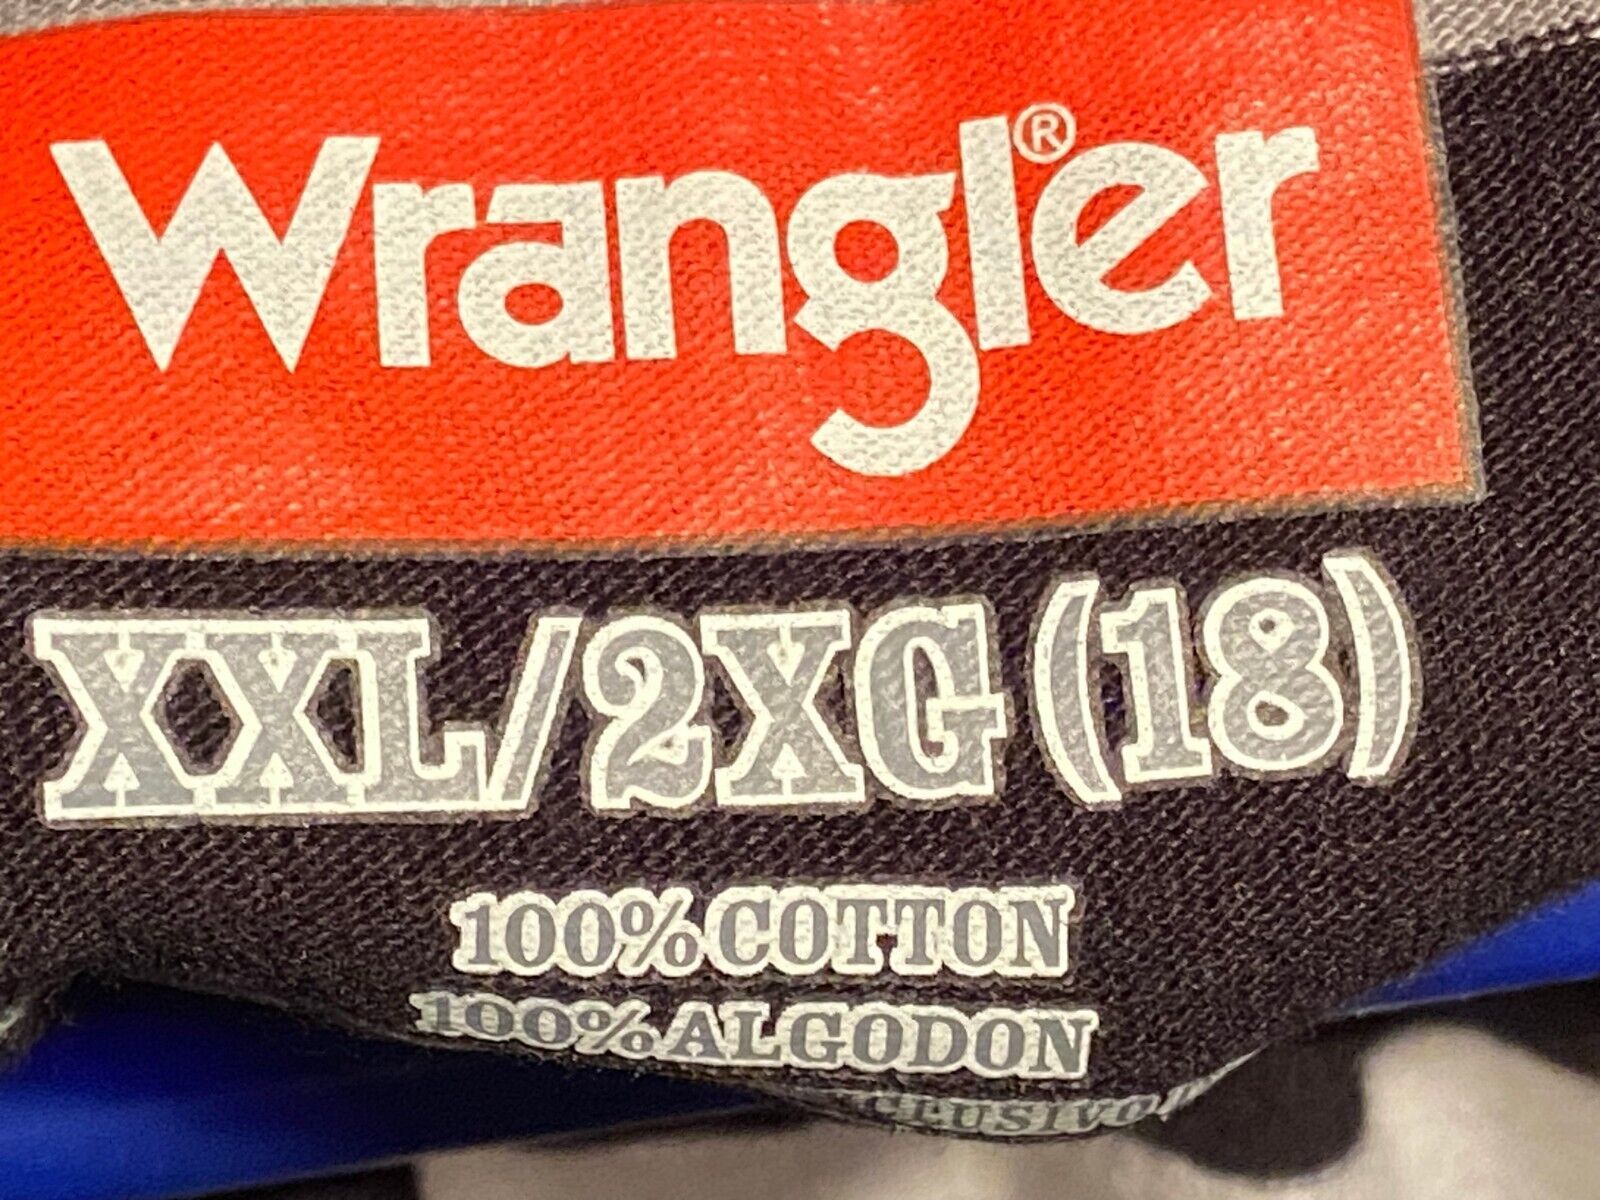 Wrangler®
XXL/2XG (18)
100% COTTON
100% ALGODON